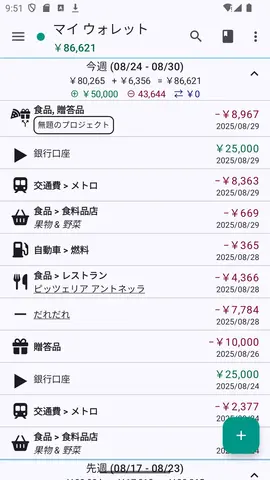 9:51
マイ ウォレット
￥86,621
今週 (08/24 - 08/30)
￥80,265 + ￥6,356 = ￥86,621
￥50,000 43,644 ￥0
食品, 贈答品
無題のプロジェクト
-￥8,967
2025/08/29
銀行口座
￥25,000
2025/08/29
交通費 > メトロ
-￥8,363
2025/08/29
食品 > 食料品店
果物 & 野菜
-￥669
2025/08/29
自動車 > 燃料
-￥365
2025/08/28
食品 > レストラン
ピッツェリア アントネッラ
-￥4,366
2025/08/28
だれだれ
-￥7,784
2025/08/28
贈答品
-￥10,000
2025/08/26
銀行口座
￥25,000
2025/08/24
交通費 > メトロ
-￥2,377
2025/08/24
食品 > 食料品店
果物 & 野菜
先週 (08/17 - 08/23)